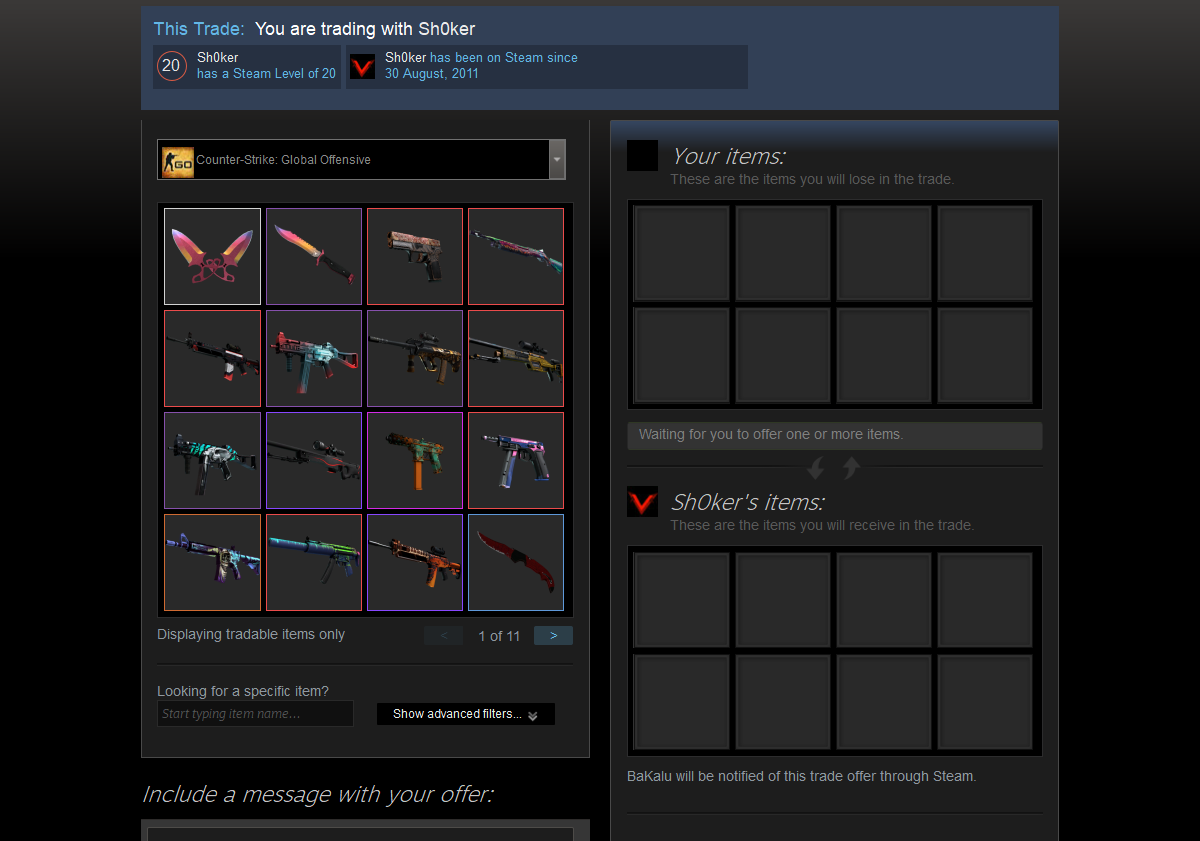 This Trade: You are trading with Sh0ker
20
Sh0ker
has a Steam Level of 20
Sh0ker has been on Steam since
30 August, 2011
GO
Counter-Strike: Global Offensive
Displaying tradable items only
<
1 of 11
>
Looking for a specific item?
Start typing item name...
Show advanced filters...
Include a message with your offer:
Your items:
These are the items you will lose in the trade.
Waiting for you to offer one or more items.
Sh0ker's items:
These are the items you will receive in the trade.
BaKalu will be notified of this trade offer through Steam.